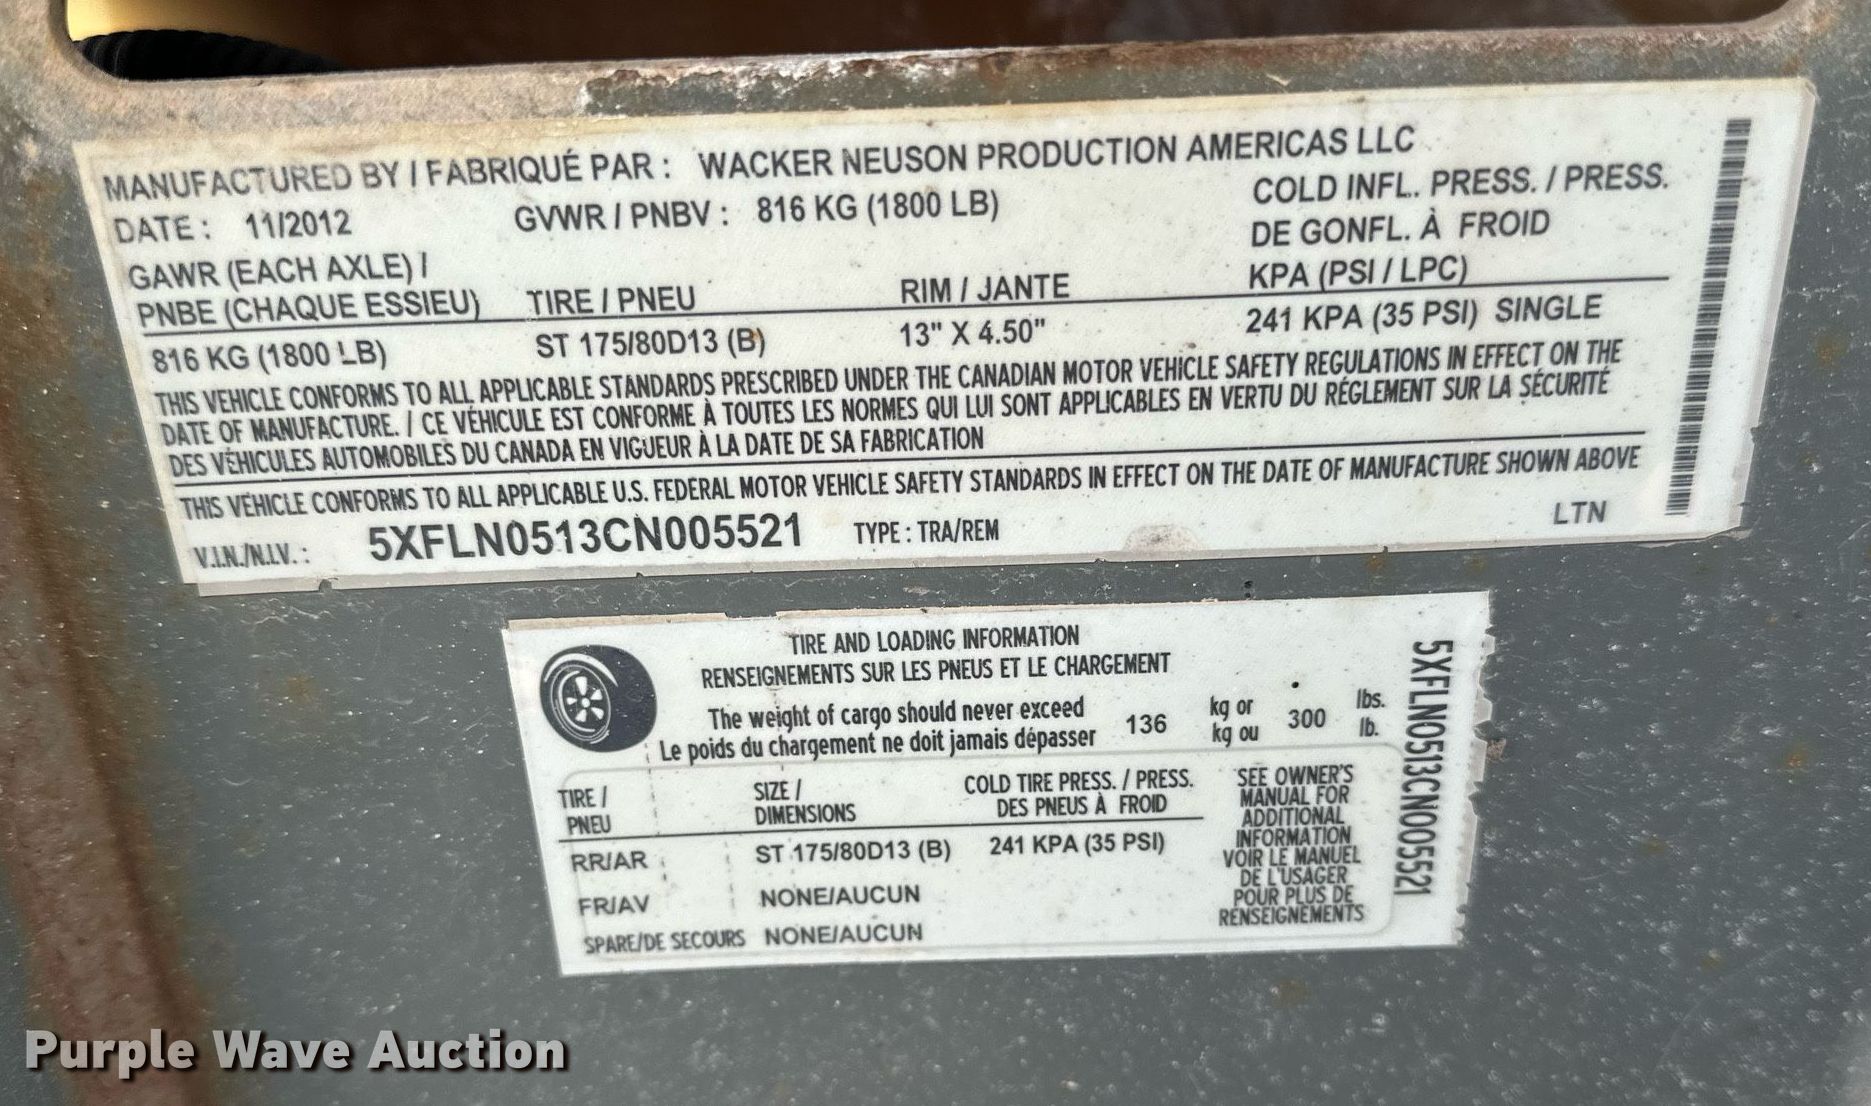 MANUFACTURED BY / FABRIQUÉ PAR : WACKER NEUSON PRODUCTION AMERICAS LLC
DATE : 11/2012 GVWR / PNBV : 816 KG (1800 LB)
COLD INFL. PRESS. / PRESS.
DE GONFL. À FROID
KPA (PSI / LPC)
GAWR (EACH AXLE) /
PNBE (CHAQUE ESSIEU) TIRE / PNEU RIM / JANTE
816 KG (1800 LB) ST 175/80D13 (B) 13" X 4.50" 241 KPA (35 PSI) SINGLE
THIS VEHICLE CONFORMS TO ALL APPLICABLE STANDARDS PRESCRIBED UNDER THE CANADIAN MOTOR VEHICLE SAFETY REGULATIONS IN EFFECT ON THE
DATE OF MANUFACTURE. / CE VÉHICULE EST CONFORME À TOUTES LES NORMES QUI LUI SONT APPLICABLES EN VERTU DU RÉGLEMENT SUR LA SÉCURITÉ
DES VÉHICULES AUTOMOBILES DU CANADA EN VIGUEUR À LA DATE DE SA FABRICATION
THIS VEHICLE CONFORMS TO ALL APPLICABLE U.S. FEDERAL MOTOR VEHICLE SAFETY STANDARDS IN EFFECT ON THE DATE OF MANUFACTURE SHOWN ABOVE
V.I.N./N.I.V. : 5XFLN0513CN005521 TYPE : TRA/REM LTN
TIRE AND LOADING INFORMATION
RENSEIGNEMENTS SUR LES PNEUS ET LE CHARGEMENT
The weight of cargo should never exceed
Le poids du chargement ne doit jamais dépasser
136
kg or
kg ou
300
lbs.
lb.
TIRE /
PNEU
SIZE /
DIMENSIONS
COLD TIRE PRESS. / PRESS.
DES PNEUS À FROID
RR/AR ST 175/80D13 (B) 241 KPA (35 PSI)
FR/AV NONE/AUCUN
SPARE/DE SECOURS NONE/AUCUN
SEE OWNER'S
MANUAL FOR
ADDITIONAL
INFORMATION
VOIR LE MANUEL
DE L'USAGER
POUR PLUS DE
RENSEIGNEMENTS
5XFLN0513CN005521
Purple Wave Auction